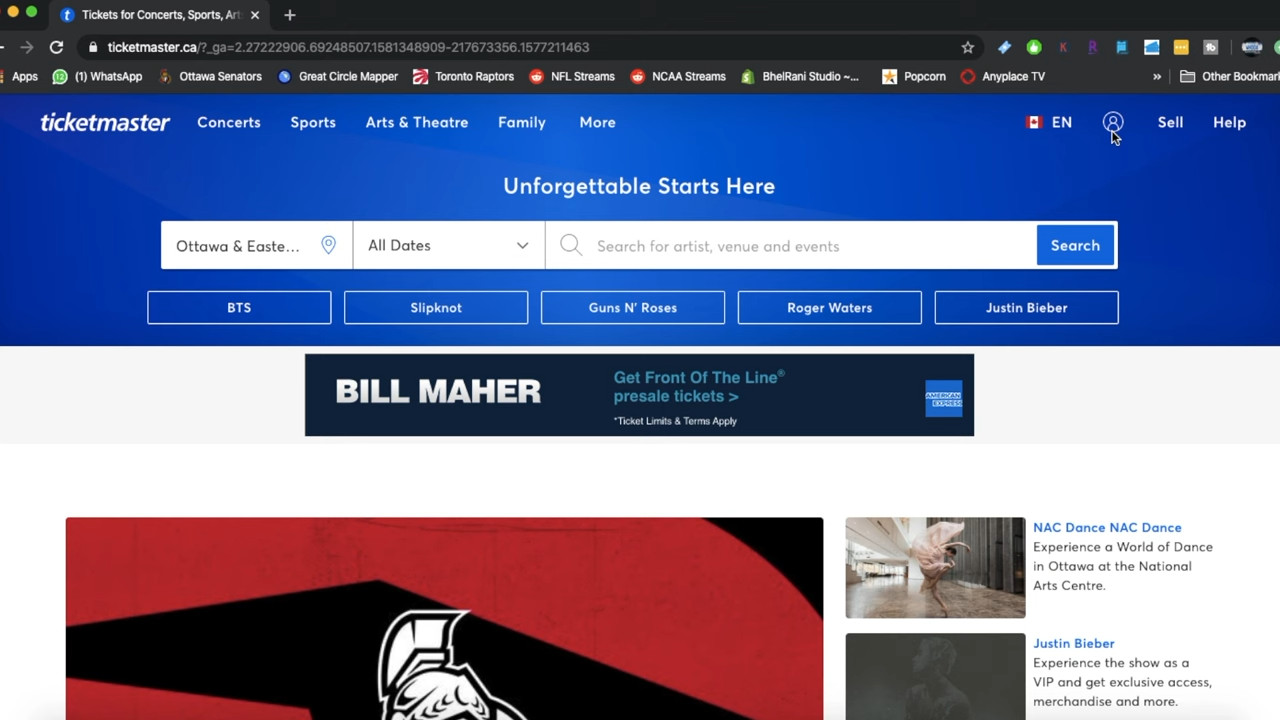 Tickets for Concerts, Sports, Art
ticketmaster.ca/?_ga=2.27222906.69248507.1581348909-217673356.1577211463
Apps (1) WhatsApp Ottawa Senators Great Circle Mapper Toronto Raptors NFL Streams NCAA Streams BhelRani Studio ~... Popcorn Anyplace TV » Other Bookmar
ticketmaster Concerts Sports Arts & Theatre Family More EN Sell Help
Unforgettable Starts Here
Ottawa & Easte... All Dates Search for artist, venue and events Search
BTS Slipknot Guns N' Roses Roger Waters Justin Bieber
BILL MAHER
Get Front Of The Line®
presale tickets >
*Ticket Limits & Terms Apply
AMERICAN
EXPRESS
NAC Dance NAC Dance
Experience a World of Dance
in Ottawa at the National
Arts Centre.
Justin Bieber
Experience the show as a
VIP and get exclusive access,
merchandise and more.